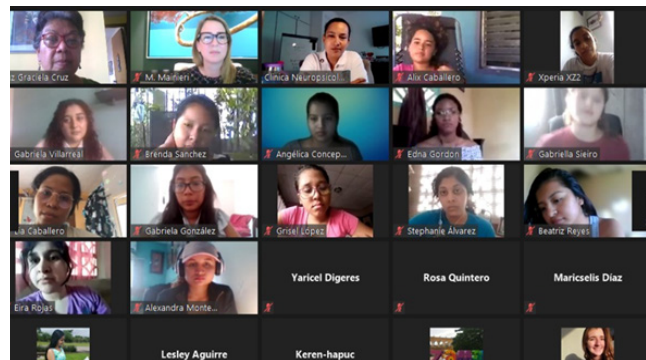 z Graciela Cruz
M. Mainieri
Clinica Neuropsicol...
Alix Caballero
Xperia XZ2
Gabriela Villarreal
Brenda Sánchez
Angélica Concep...
Edna Gordon
Gabriella Sieiro
Caballero
Gabriela González
Grisel López
Stephanie Álvarez
Beatriz Reyes
Eira Rojas
Alexandra Monte...
Yaricel Digeres
Rosa Quintero
Maricselis Díaz
Lesley Aguirre
Keren-hapuc